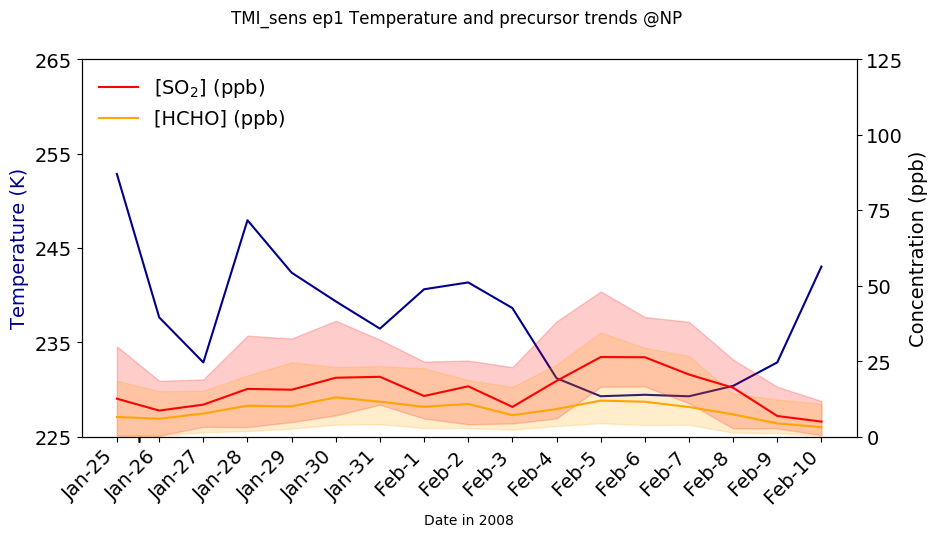 TMI_sens ep1 Temperature and precursor trends @NP
265
255
245
235
225
Temperature (K)
[SO₂] (ppb)
[HCHO] (ppb)
125
100
75
50
25
0
Concentration (ppb)
Jan-25
Jan-26
Jan-27
Jan-28
Jan-29
Jan-30
Jan-31
Feb-1
Feb-2
Feb-3
Feb-4
Feb-5
Feb-6
Feb-7
Feb-8
Feb-9
Feb-10
Date in 2008